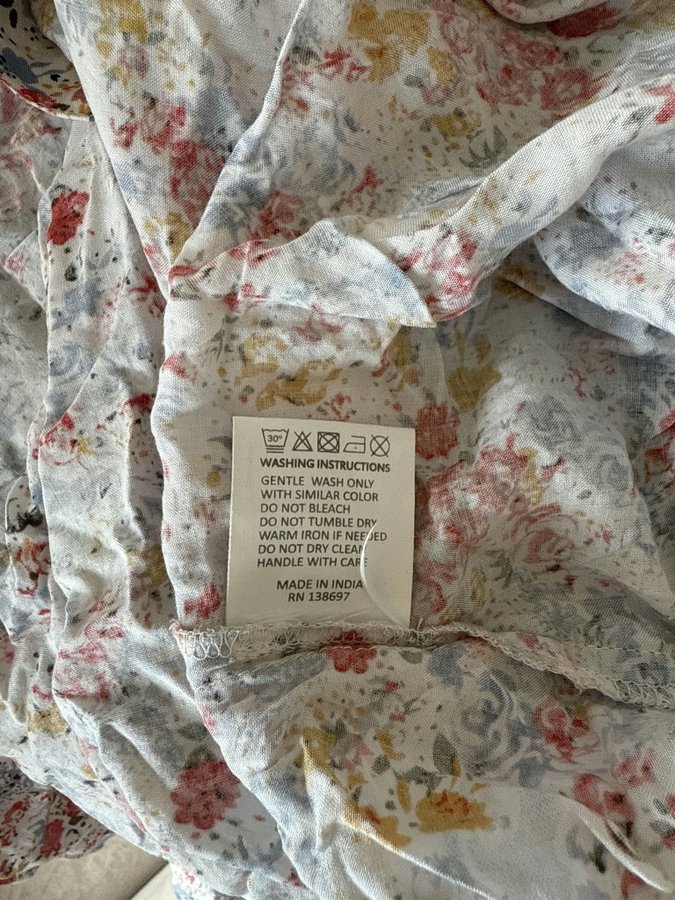 30°
WASHING INSTRUCTIONS
GENTLE WASH ONLY
WITH SIMILAR COLOR
DO NOT BLEACH
DO NOT TUMBLE DRY
WARM IRON IF NEEDED
DO NOT DRY CLEAN
HANDLE WITH CARE
MADE IN INDIA
RN 138697